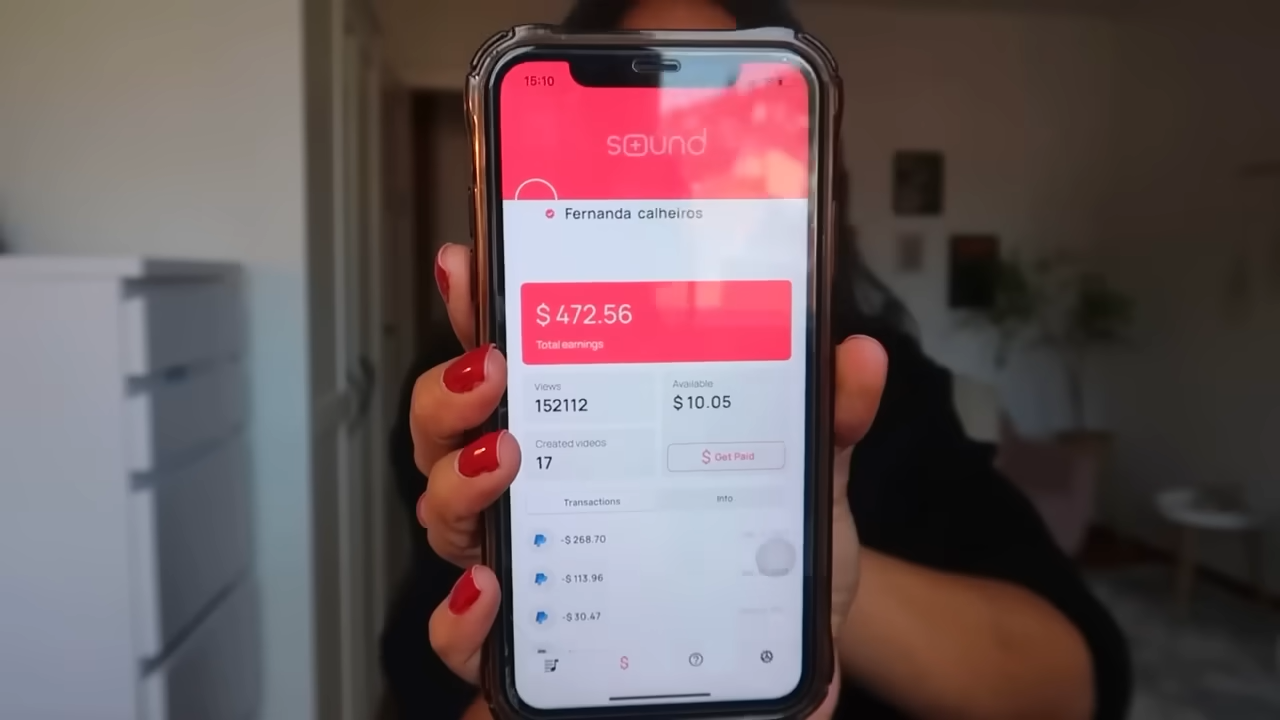 15:10
sound
Fernanda calheiros
$ 472.56
Total earnings
Views
152112
Available
$ 10.05
Created videos
17
$ Get Paid
Transactions
Info
-$ 268.70
-$ 113.96
-$ 30.47